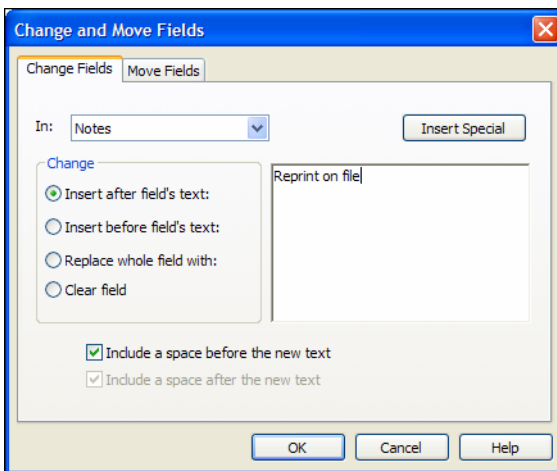 Change and Move Fields
Change Fields Move Fields
In: Notes Insert Special
Change
Insert after field's text:
Insert before field's text:
Replace whole field with:
Clear field
Reprint on file
Include a space before the new text
Include a space after the new text
OK Cancel Help